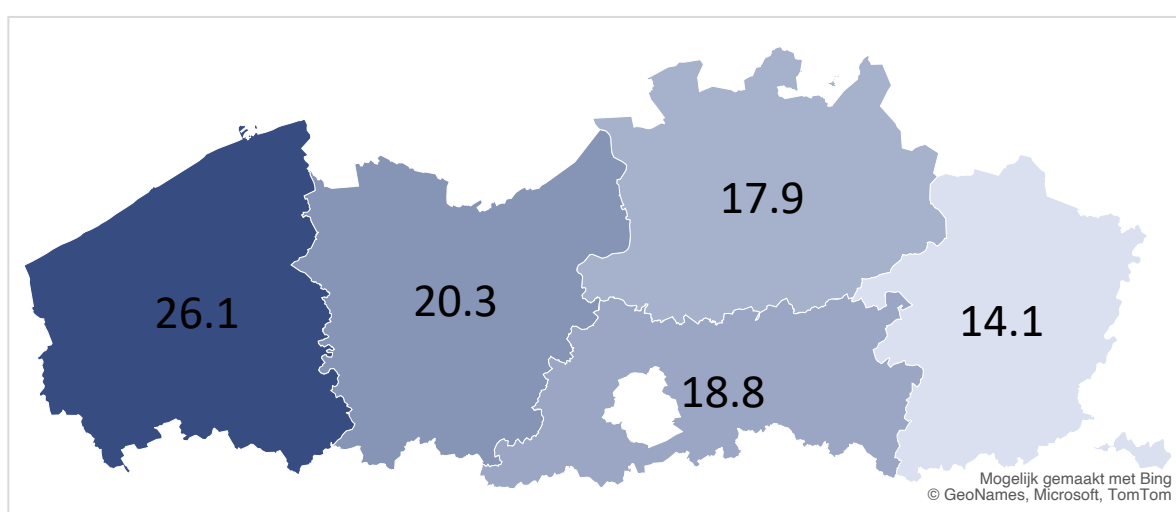 17.9
26.1
20.3
14.1
18.8
Mogelijk gemaakt met Bing
© GeoNames, Microsoft, TomTom